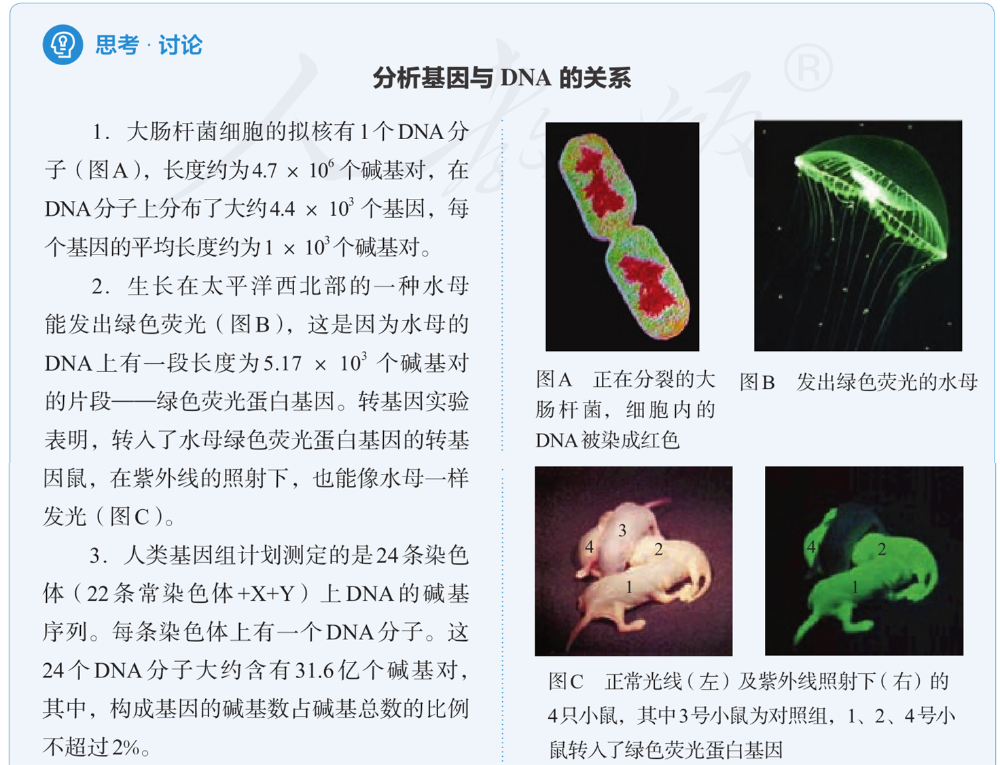 思考·讨论
分析基因与 DNA 的关系
1．大肠杆菌细胞的拟核有1个DNA分
子（图A），长度约为4.7 × 10⁶ 个碱基对，在
DNA分子上分布了大约4.4 × 10³ 个基因，每
个基因的平均长度约为1 × 10³个碱基对。
2．生长在太平洋西北部的一种水母
能发出绿色荧光（图B），这是因为水母的
DNA上有一段长度为5.17 × 10³ 个碱基对
的片段——绿色荧光蛋白基因。转基因实验
表明，转入了水母绿色荧光蛋白基因的转基
因鼠，在紫外线的照射下，也能像水母一样
发光（图C）。
3．人类基因组计划测定的是24条染色
体（22条常染色体+X+Y）上DNA的碱基
序列。每条染色体上有一个DNA分子。这
24个DNA分子大约含有31.6亿个碱基对，
其中，构成基因的碱基数占碱基总数的比例
不超过2%。
图A 正在分裂的大
肠杆菌，细胞内的
DNA被染成红色
图B 发出绿色荧光的水母
3
4
2
1
4
2
1
图C 正常光线（左）及紫外线照射下（右）的
4只小鼠，其中3号小鼠为对照组，1、2、4号小
鼠转入了绿色荧光蛋白基因
人教版®